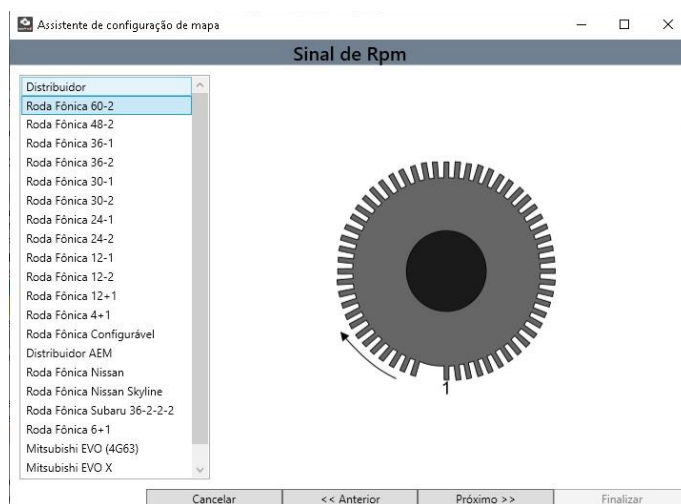 Assistente de configuração de mapa
Sinal de Rpm
Distribuidor
Roda Fônica 60-2
Roda Fônica 48-2
Roda Fônica 36-1
Roda Fônica 36-2
Roda Fônica 30-1
Roda Fônica 30-2
Roda Fônica 24-1
Roda Fônica 24-2
Roda Fônica 12-1
Roda Fônica 12-2
Roda Fônica 12+1
Roda Fônica 4+1
Roda Fônica Configurável
Distribuidor AEM
Roda Fônica Nissan
Roda Fônica Nissan Skyline
Roda Fônica Subaru 36-2-2-2
Roda Fônica 6+1
Mitsubishi EVO (4G63)
Mitsubishi EVO X
1
Cancelar << Anterior Próximo >> Finalizar